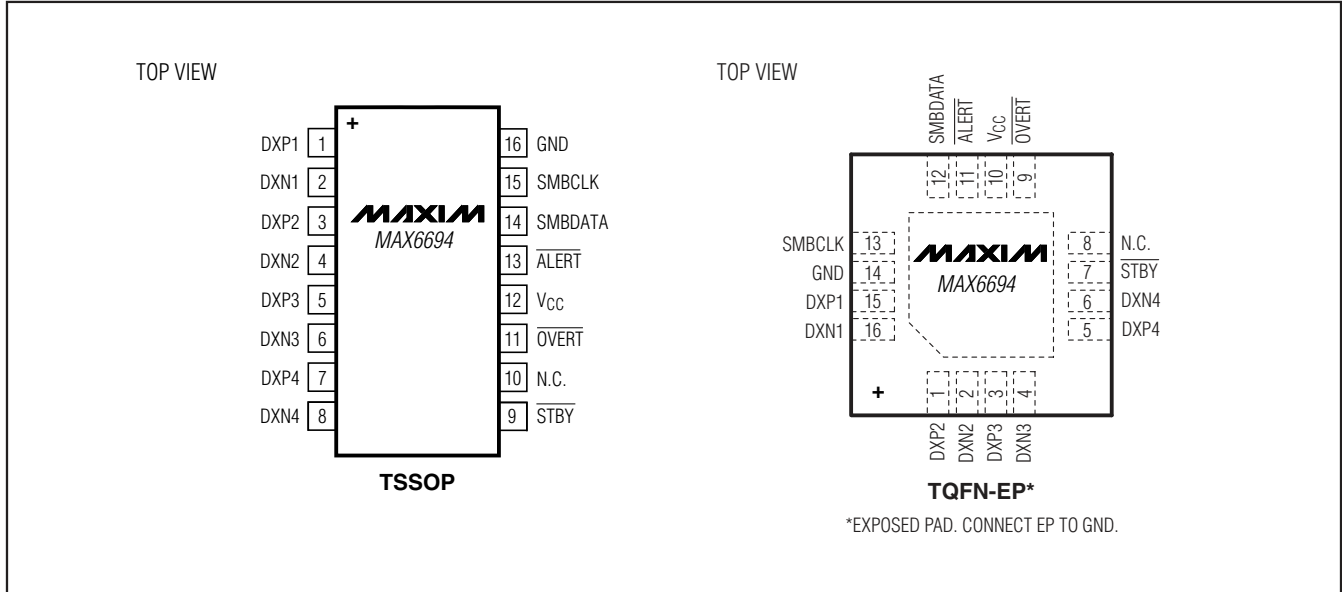 TOP VIEW
+
DXP1 1
DXN1 2
DXP2 3
DXN2 4
DXP3 5
DXN3 6
DXP4 7
DXN4 8
MAXIM
MAX6694
16 GND
15 SMBCLK
14 SMBDATA
13 ALERT
12 VCC
11 OVERT
10 N.C.
9 STBY
TSSOP
TOP VIEW
SMBDATA
ALERT
VCC
OVERT
12 11 10 9
SMBCLK 13
GND 14
DXP1 15
DXN1 16
MAXIM
MAX6694
8 N.C.
7 STBY
6 DXN4
5 DXP4
+
1 2 3 4
DXP2
DXN2
DXP3
DXN3
TQFN-EP*
*EXPOSED PAD. CONNECT EP TO GND.